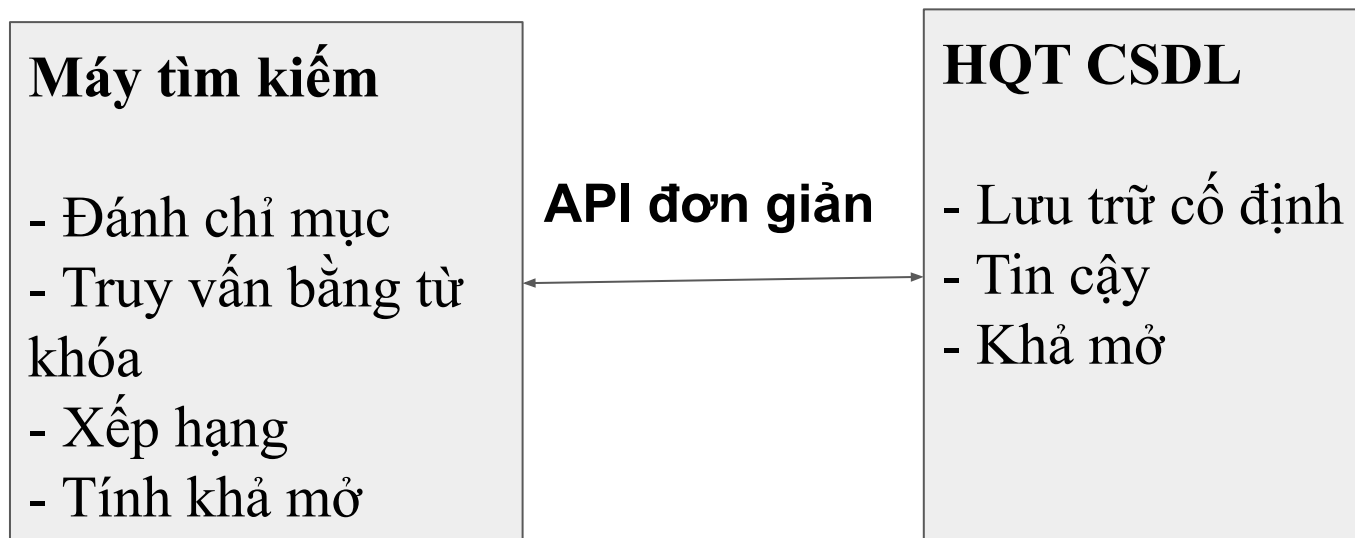 Máy tìm kiếm
- Đánh chỉ mục
- Truy vấn bằng từ
khóa
- Xếp hạng
- Tính khả mở
API đơn giản
HQT CSDL
- Lưu trữ cố định
- Tin cậy
- Khả mở